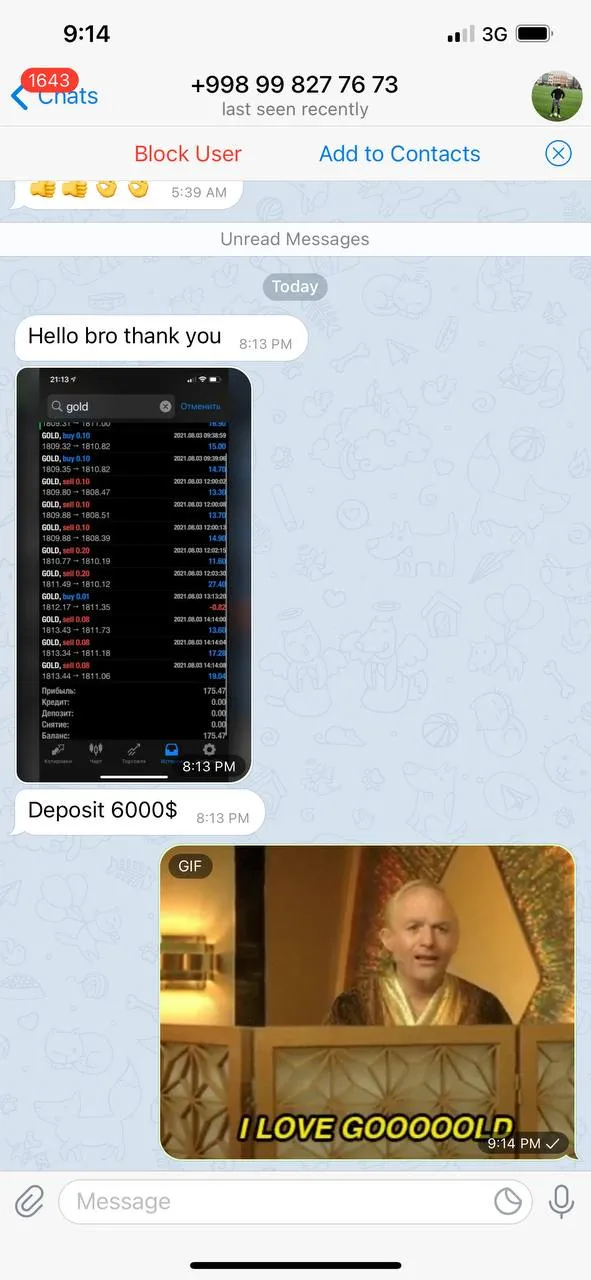 9:14
3G
1643
Chats
+998 99 827 76 73
last seen recently
Block User
Add to Contacts
👍👍👌👌 5:39 AM
Unread Messages
Today
Hello bro thank you 8:13 PM
21:13
gold
Отменить
1809.31 → 1811.00 16.90
GOLD, buy 0.10 2021.08.03 09:38:59
1809.32 → 1810.82 15.00
GOLD, buy 0.10 2021.08.03 09:39:06
1809.35 → 1810.82 14.70
GOLD, sell 0.10 2021.08.03 12:00:02
1809.80 → 1808.47 13.30
GOLD, sell 0.10 2021.08.03 12:00:08
1809.88 → 1808.51 13.70
GOLD, sell 0.10 2021.08.03 12:00:13
1809.88 → 1808.39 14.90
GOLD, sell 0.20 2021.08.03 12:02:15
1810.77 → 1810.19 11.60
GOLD, sell 0.20 2021.08.03 12:03:30
1811.49 → 1810.12 27.40
GOLD, buy 0.01 2021.08.03 13:13:20
1812.17 → 1811.35 -0.82
GOLD, sell 0.08 2021.08.03 14:14:00
1813.43 → 1811.73 13.60
GOLD, sell 0.08 2021.08.03 14:14:04
1813.34 → 1811.18 17.28
GOLD, sell 0.08 2021.08.03 14:14:08
1813.44 → 1811.06 19.04
Прибыль: 175.47
Кредит: 0.00
Депозит: 0.00
Снятие: 0.00
Баланс: 175.47
Котировки Чарт Торговля
8:13 PM
Deposit 6000$ 8:13 PM
GIF
I LOVE GOOOOOLD
9:14 PM
Message